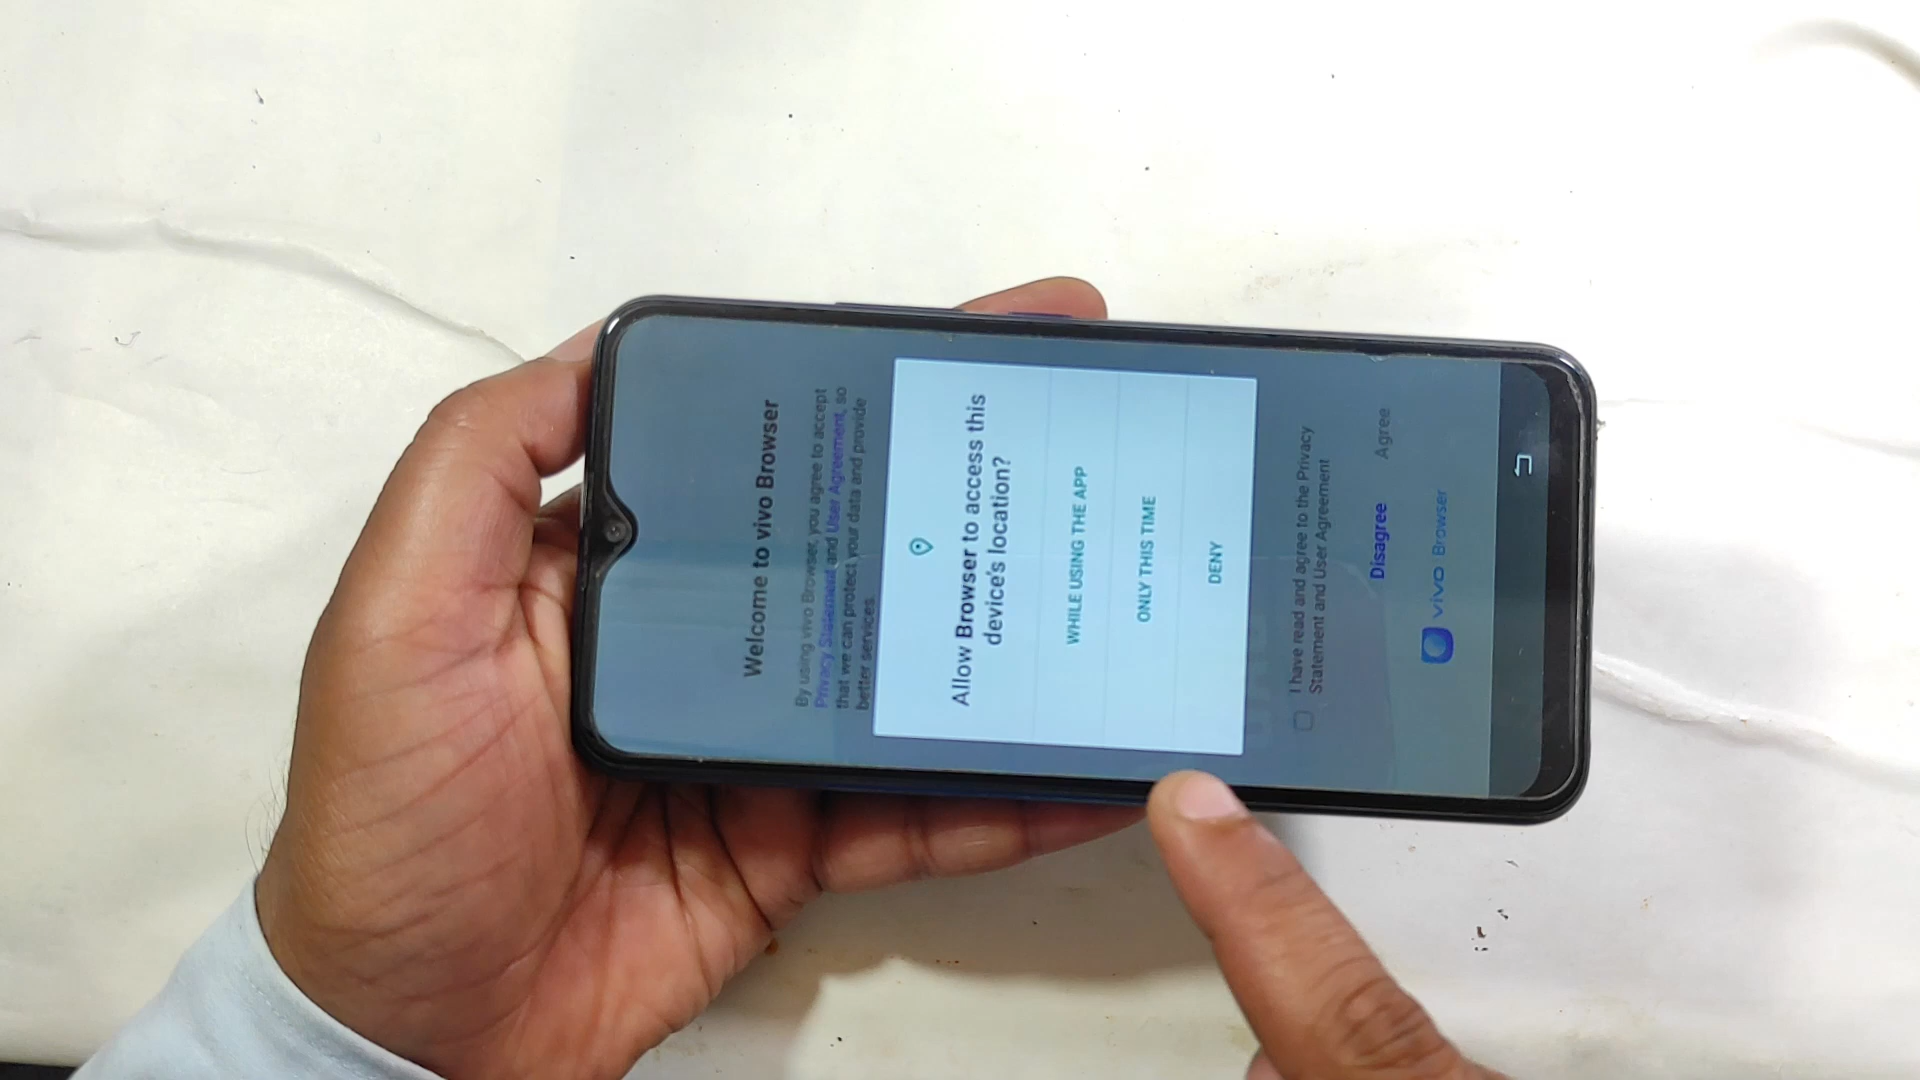 Welcome to vivo Browser
By using vivo Browser, you agree to accept
Privacy Statement and User Agreement, so
that we can protect your data and provide
better services.
Allow Browser to access this
device's location?
WHILE USING THE APP
ONLY THIS TIME
DENY
I have read and agree to the Privacy
Statement and User Agreement
Disagree Agree
vivo Browser